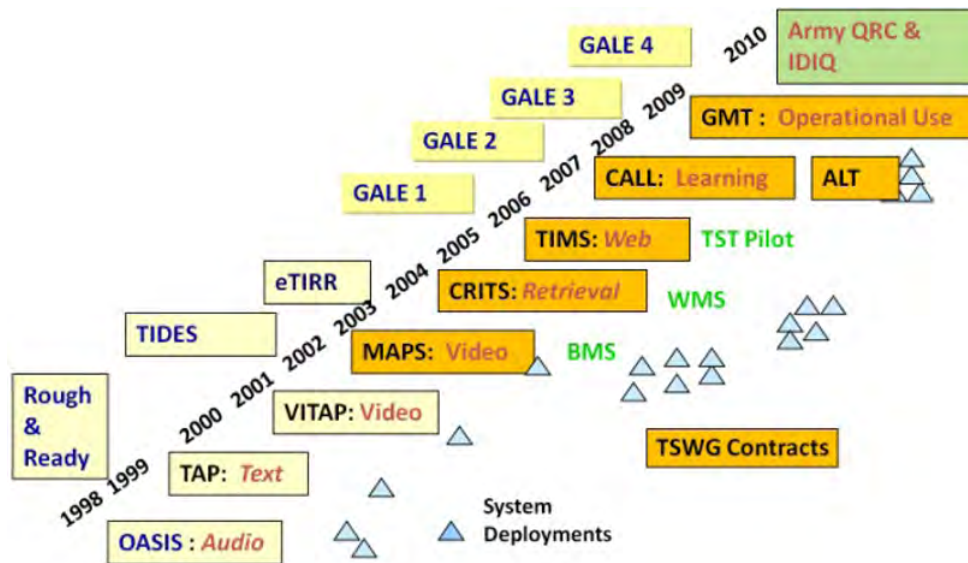 GALE 4
2010
Army QRC &
IDIQ
GALE 3
2009
GMT : Operational Use
GALE 2
2008
2007
CALL: Learning
ALT
GALE 1
2006
2005
TIMS: Web
TST Pilot
eTIRR
2004
2003
CRITS: Retrieval
WMS
TIDES
2002
2001
MAPS: Video
BMS
Rough
&
Ready
2000
VITAP: Video
TSWG Contracts
1999
1998
TAP: Text
System
Deployments
OASIS : Audio